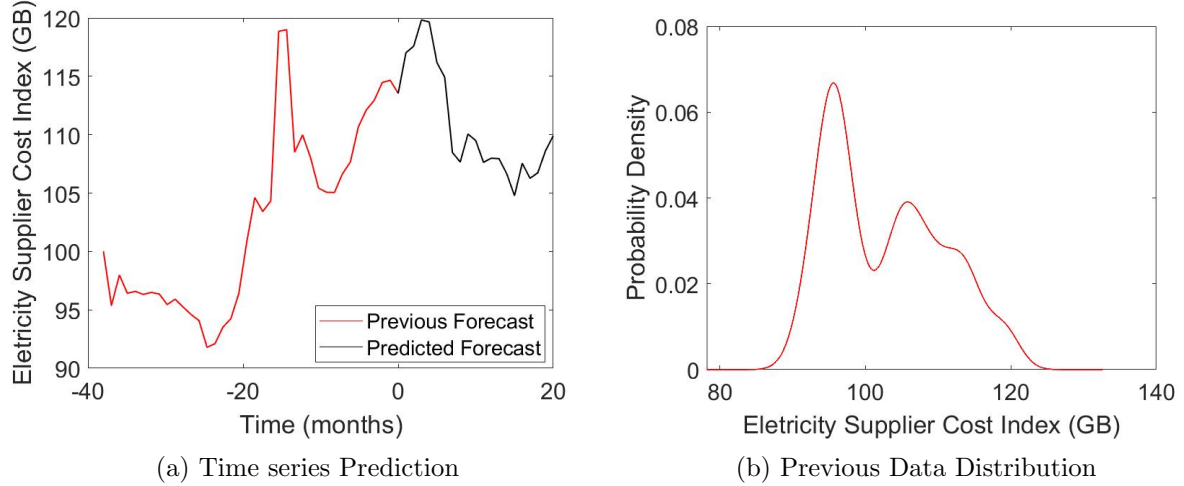 Eletricity Supplier Cost Index (GB)
120
115
110
105
100
95
90
-40
-20
0
20
Time (months)
Previous Forecast
Predicted Forecast
(a) Time series Prediction
Probability Density
0.08
0.06
0.04
0.02
0
80
100
120
140
Eletricity Supplier Cost Index (GB)
(b) Previous Data Distribution